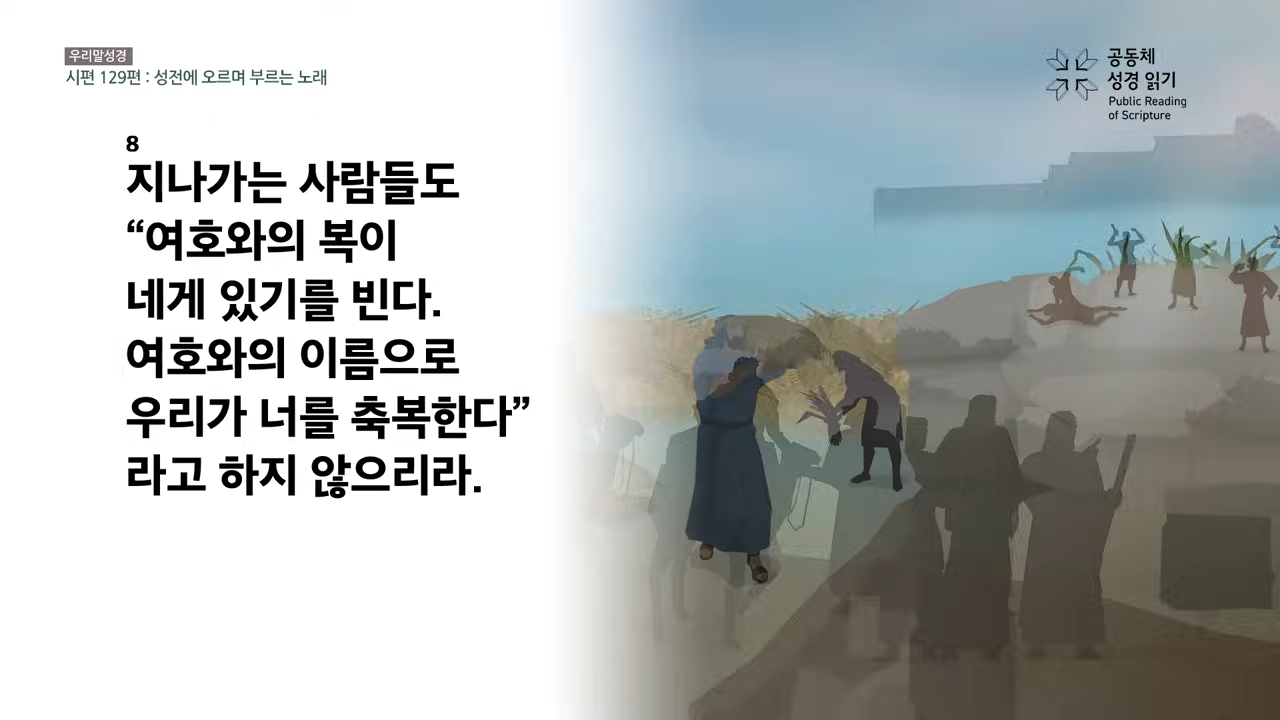 우리말성경
시편 129편 : 성전에 오르며 부르는 노래
공동체
성경 읽기
Public Reading
of Scripture
8
지나가는 사람들도
“여호와의 복이
네게 있기를 빈다.
여호와의 이름으로
우리가 너를 축복한다”
라고 하지 않으리라.